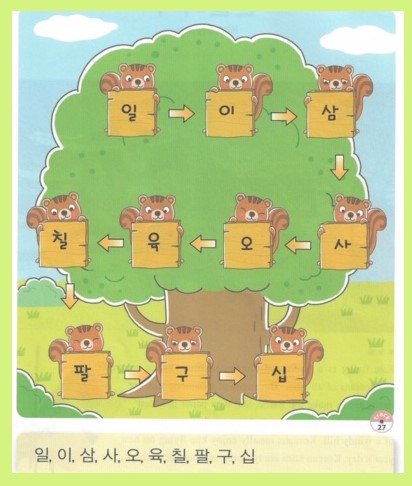 일
이
삼
사
오
육
칠
팔
구
십
27
일, 이, 삼, 사, 오, 육, 칠, 팔, 구, 십